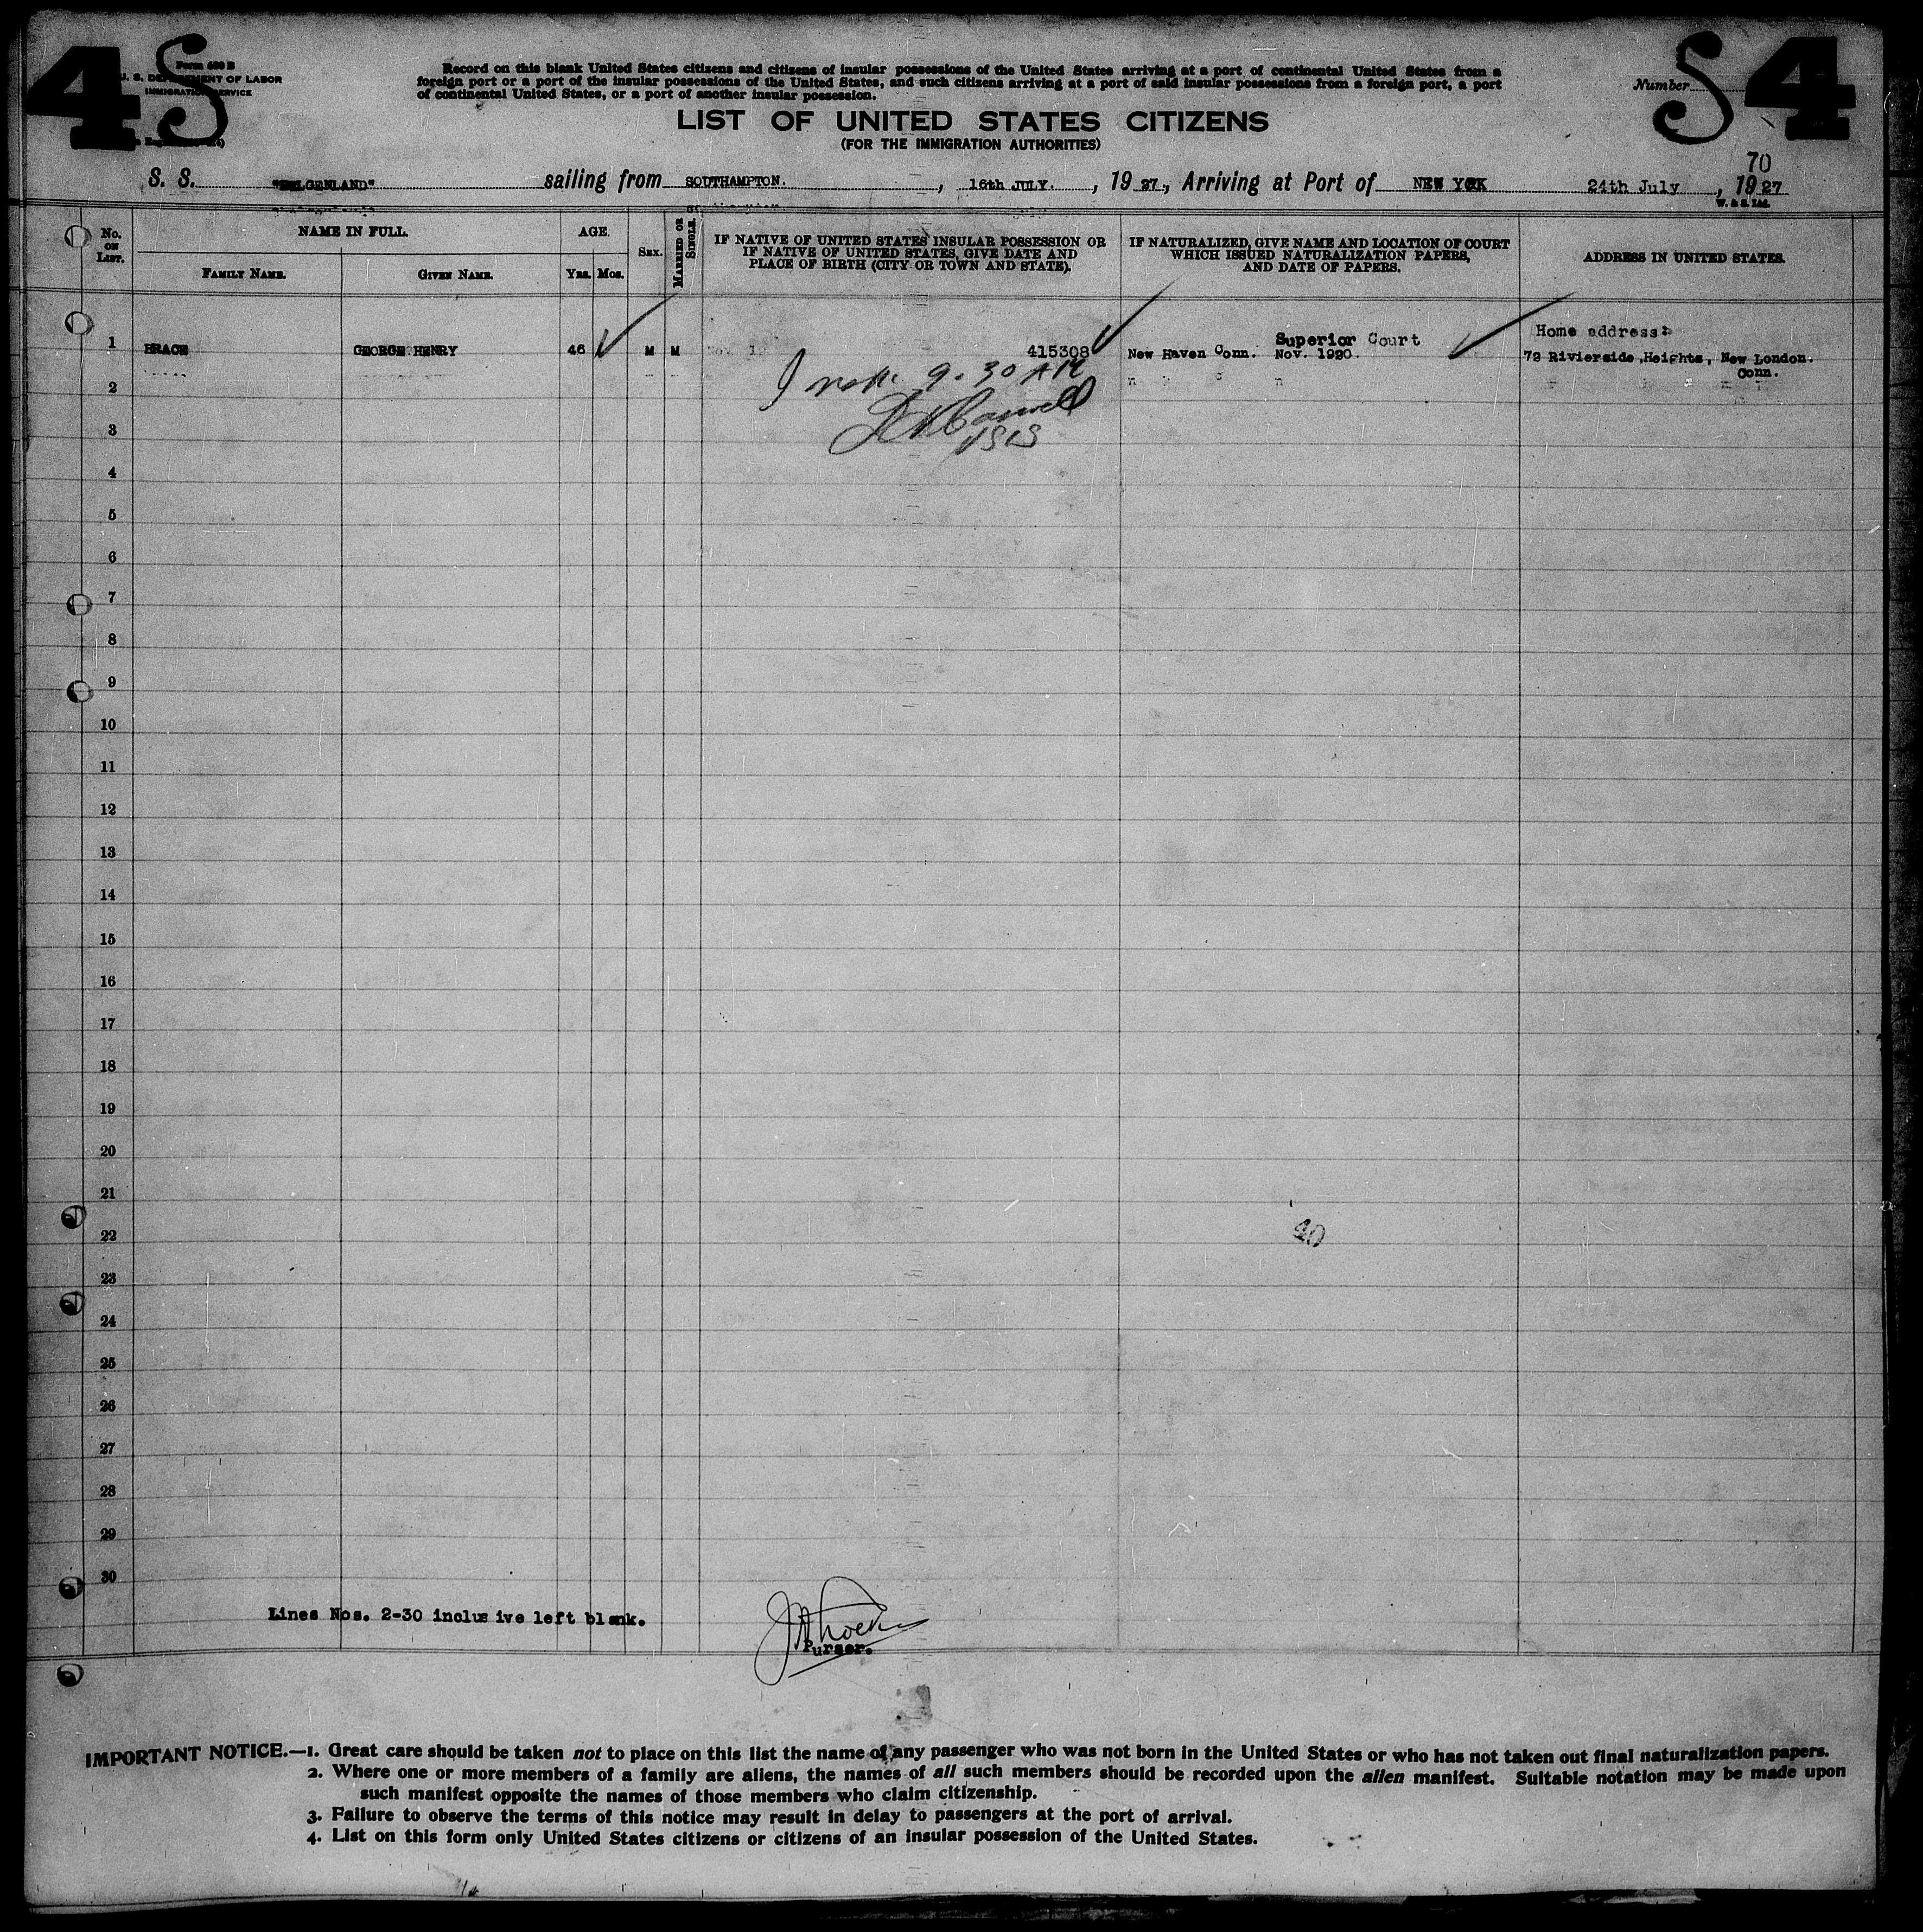 4 S
Form 630 B
U. S. DEPARTMENT OF LABOR
IMMIGRATION SERVICE
Record on this blank United States citizens and citizens of insular possessions of the United States arriving at a port of continental United States from a
foreign port or a port of the insular possessions of the United States, and such citizens arriving at a port of said insular possessions from a foreign port, a port
of continental United States, or a port of another insular possession.
Number
S 4
LIST OF UNITED STATES CITIZENS
(FOR THE IMMIGRATION AUTHORITIES)
70
S. S. "BELGENLAND" sailing from SOUTHAMPTON. , 16th JULY. , 19 27., Arriving at Port of NEW YORK 24th July , 19 27
W. & S. Ltd.
No. ON LIST.
NAME IN FULL.
FAMILY NAME.
GIVEN NAME.
AGE.
Yrs. Mos.
SEX.
MARRIED OR SINGLE.
IF NATIVE OF UNITED STATES INSULAR POSSESSION OR
IF NATIVE OF UNITED STATES, GIVE DATE AND
PLACE OF BIRTH (CITY OR TOWN AND STATE).
IF NATURALIZED, GIVE NAME AND LOCATION OF COURT
WHICH ISSUED NATURALIZATION PAPERS,
AND DATE OF PAPERS.
ADDRESS IN UNITED STATES.
Superior Court
Home address:
1 BRACE GEORGE HENRY 46 M M 415308 New Haven Conn. Nov. 1920. 72 Rivierside,Heights, New London.
Conn.
9.30 AM
2
3
4
5
6
7
8
9
10
11
12
13
14
15
16
17
18
19
20
21
22
40
23
24
25
26
27
28
29
30
Lines Nos. 2-30 inclus ive left blank.
Purser.
IMPORTANT NOTICE.—1. Great care should be taken not to place on this list the name of any passenger who was not born in the United States or who has not taken out final naturalization papers.
2. Where one or more members of a family are aliens, the names of all such members should be recorded upon the alien manifest. Suitable notation may be made upon
such manifest opposite the names of those members who claim citizenship.
3. Failure to observe the terms of this notice may result in delay to passengers at the port of arrival.
4. List on this form only United States citizens or citizens of an insular possession of the United States.